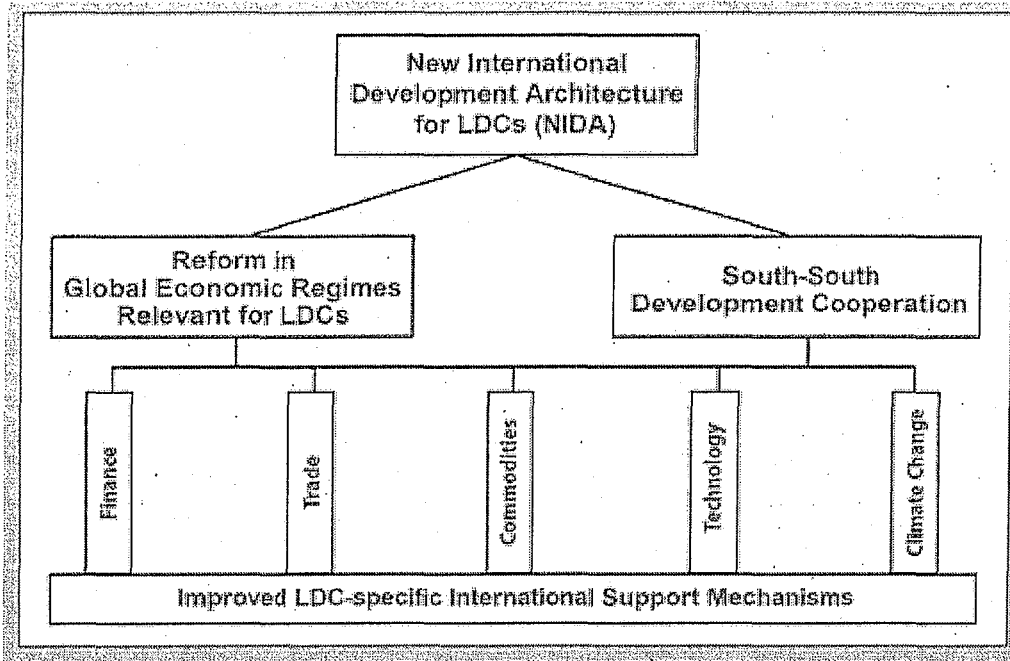 New International
Development Architecture
for LDCs (NIDA)
Reform in
Global Economic Regimes
Relevant for LDCs
South-South
Development Cooperation
Finance
Trade
Commodities
Technology
Climate Change
Improved LDC-specific International Support Mechanisms